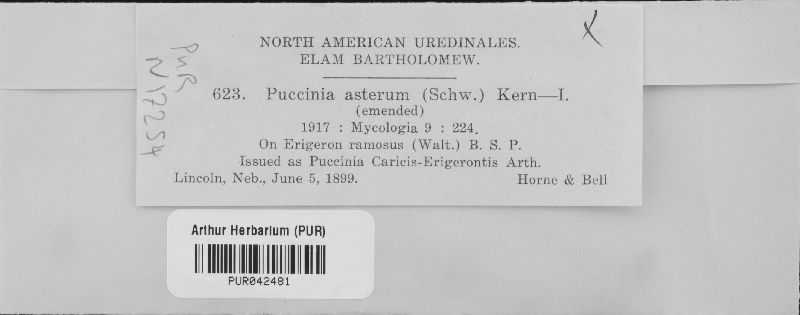 X
NORTH AMERICAN UREDINALES.
ELAM BARTHOLOMEW.
623. Puccinia asterum (Schw.) Kern—I.
(emended)
1917 : Mycologia 9 : 224.
On Erigeron ramosus (Walt.) B. S. P.
Issued as Puccinia Caricis-Erigerontis Arth.
Lincoln, Neb., June 5, 1899. Horne & Bell
PUR
N17254
Arthur Herbarium (PUR)
PUR042481